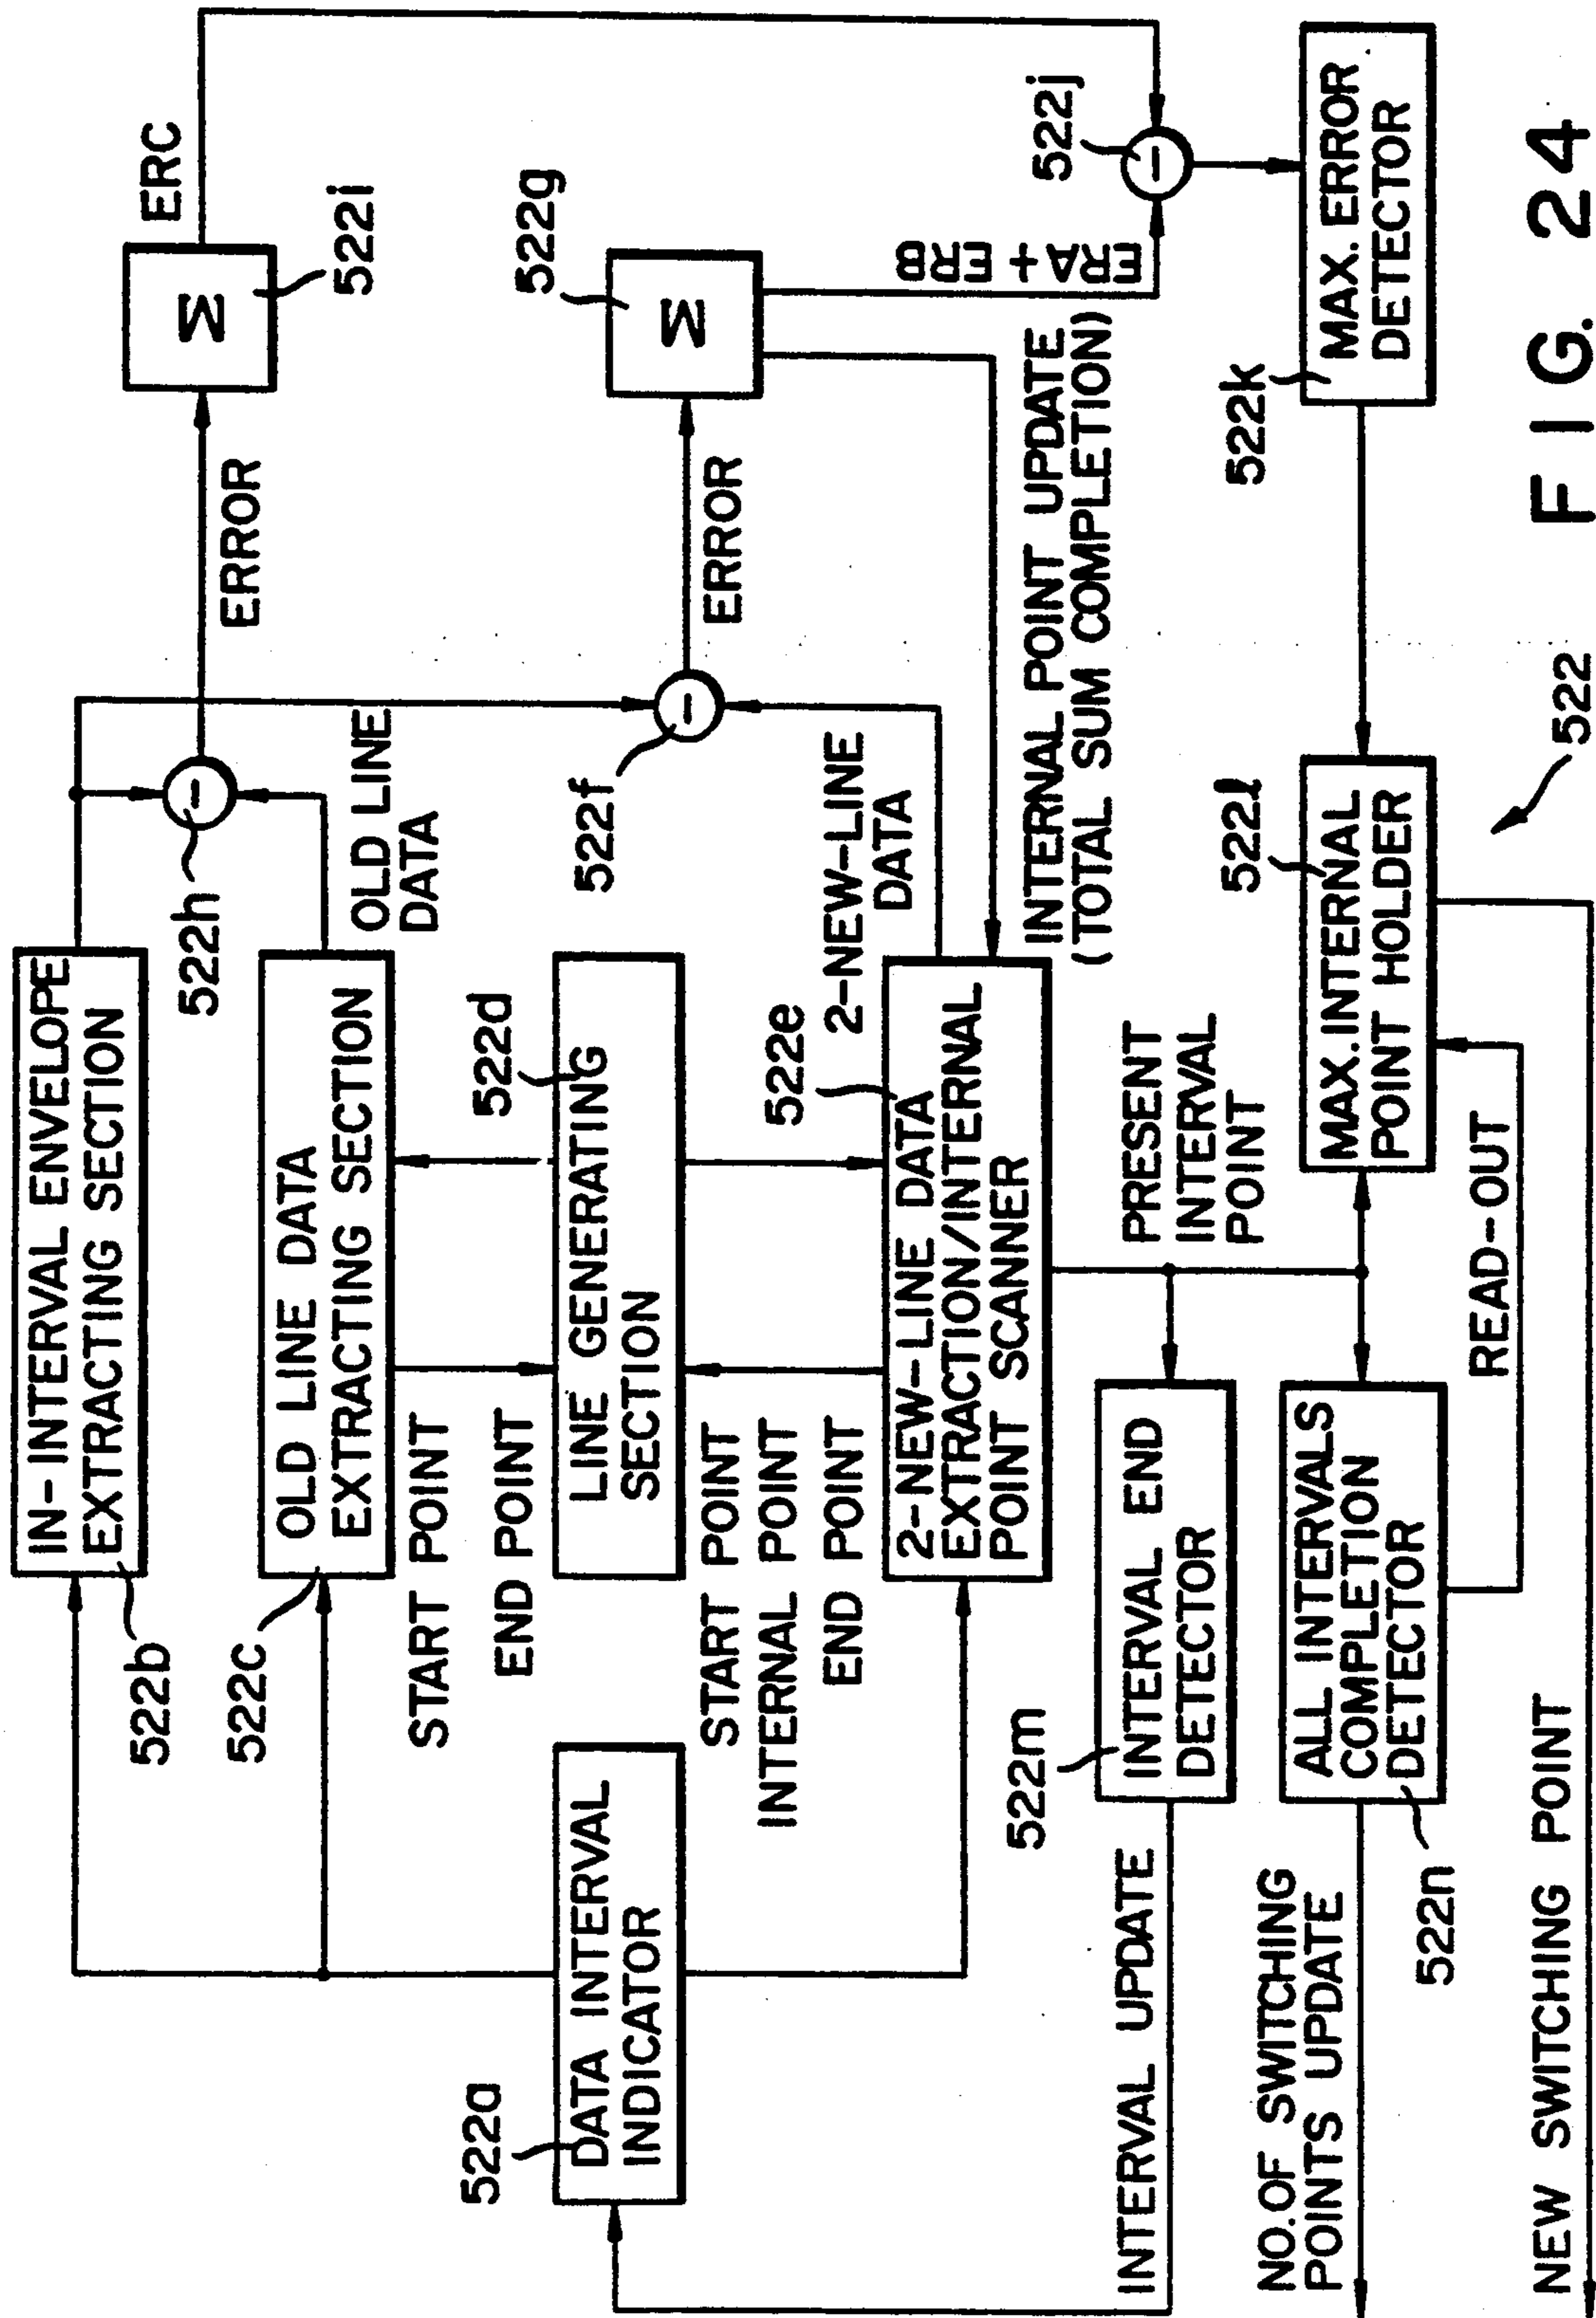 IN-INTERVAL ENVELOPE
EXTRACTING SECTION
522b
522h
ERROR
Σ
ERC
522i
OLD LINE DATA
EXTRACTING SECTION
522c
OLD LINE
DATA
START POINT
END POINT
DATA INTERVAL
INDICATOR
522a
LINE GENERATING
SECTION
522d
522f
ERROR
Σ
522g
START POINT
INTERNAL POINT
END POINT
2-NEW-LINE
DATA
2-NEW-LINE DATA
EXTRACTION/INTERNAL
POINT SCANNER
522e
ERA + ERB
INTERNAL POINT UPDATE
(TOTAL SUM COMPLETION)
522j
PRESENT
INTERVAL
POINT
INTERVAL UPDATE
522m
INTERVAL END
DETECTOR
NO. OF SWITCHING
POINTS UPDATE
ALL INTERVALS
COMPLETION
DETECTOR
522n
READ-OUT
MAX. INTERNAL
POINT HOLDER
522l
MAX. ERROR
DETECTOR
522k
NEW SWITCHING POINT
522
FIG. 24